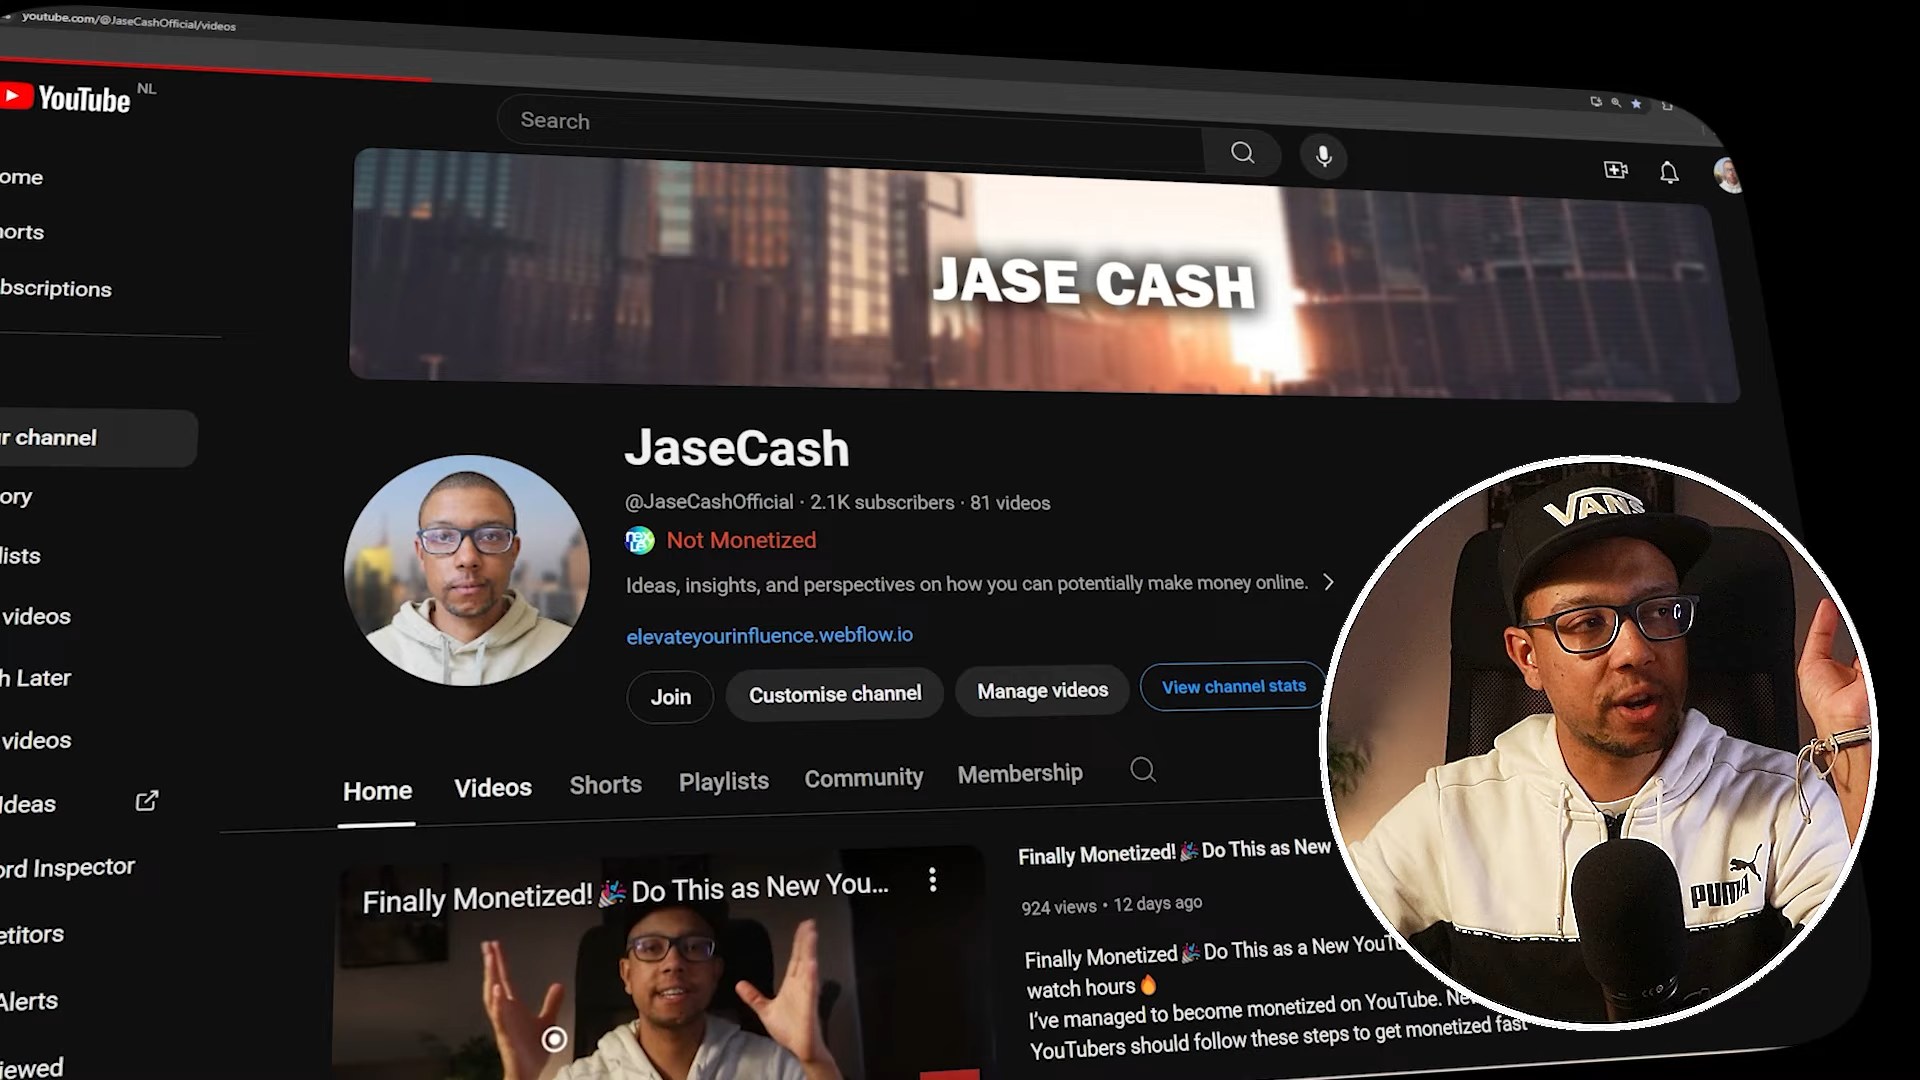 youtube.com/@JaseCashOfficial/videos
YouTube NL
Search
ome
horts
bscriptions
JASE CASH
r channel
JaseCash
@JaseCashOfficial · 2.1K subscribers · 81 videos
Not Monetized
ory
lists
Ideas, insights, and perspectives on how you can potentially make money online.
videos
elevateyourinfluence.webflow.io
h Later
Join
Customise channel
Manage videos
View channel stats
videos
Home
Videos
Shorts
Playlists
Community
Membership
Ideas
ord Inspector
etitors
Alerts
iewed
Finally Monetized! 🎉 Do This as New You...
Finally Monetized! 🎉 Do This as New
924 views • 12 days ago
Finally Monetized 🎉 Do This as a New YouTu
watch hours 🔥
I've managed to become monetized on YouTube. Ne
YouTubers should follow these steps to get monetized fast
VANS
PUMA